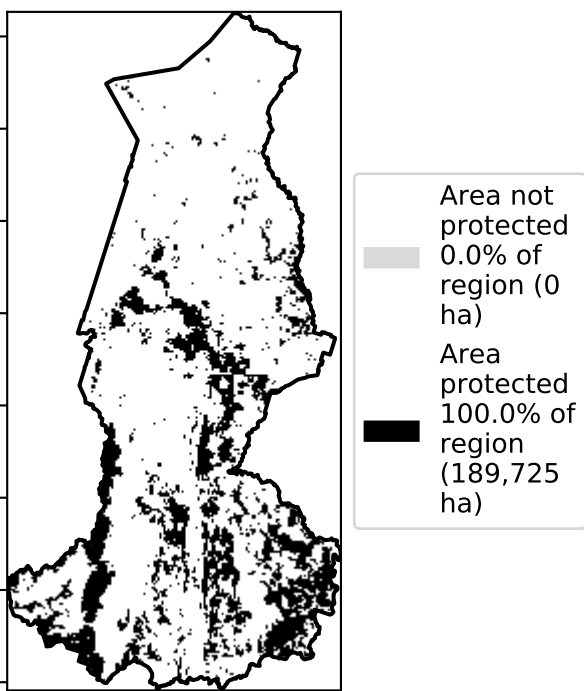 Area not
protected
0.0% of
region (0
ha)
Area
protected
100.0% of
region
(189,725
ha)